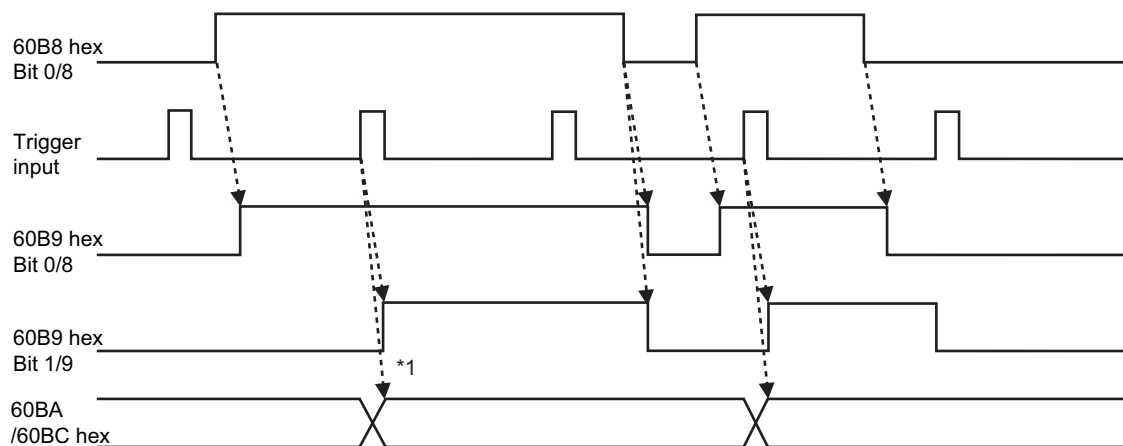 60B8 hex
Bit 0/8
Trigger
input
60B9 hex
Bit 0/8
60B9 hex
Bit 1/9
*1
60BA
/60BC hex